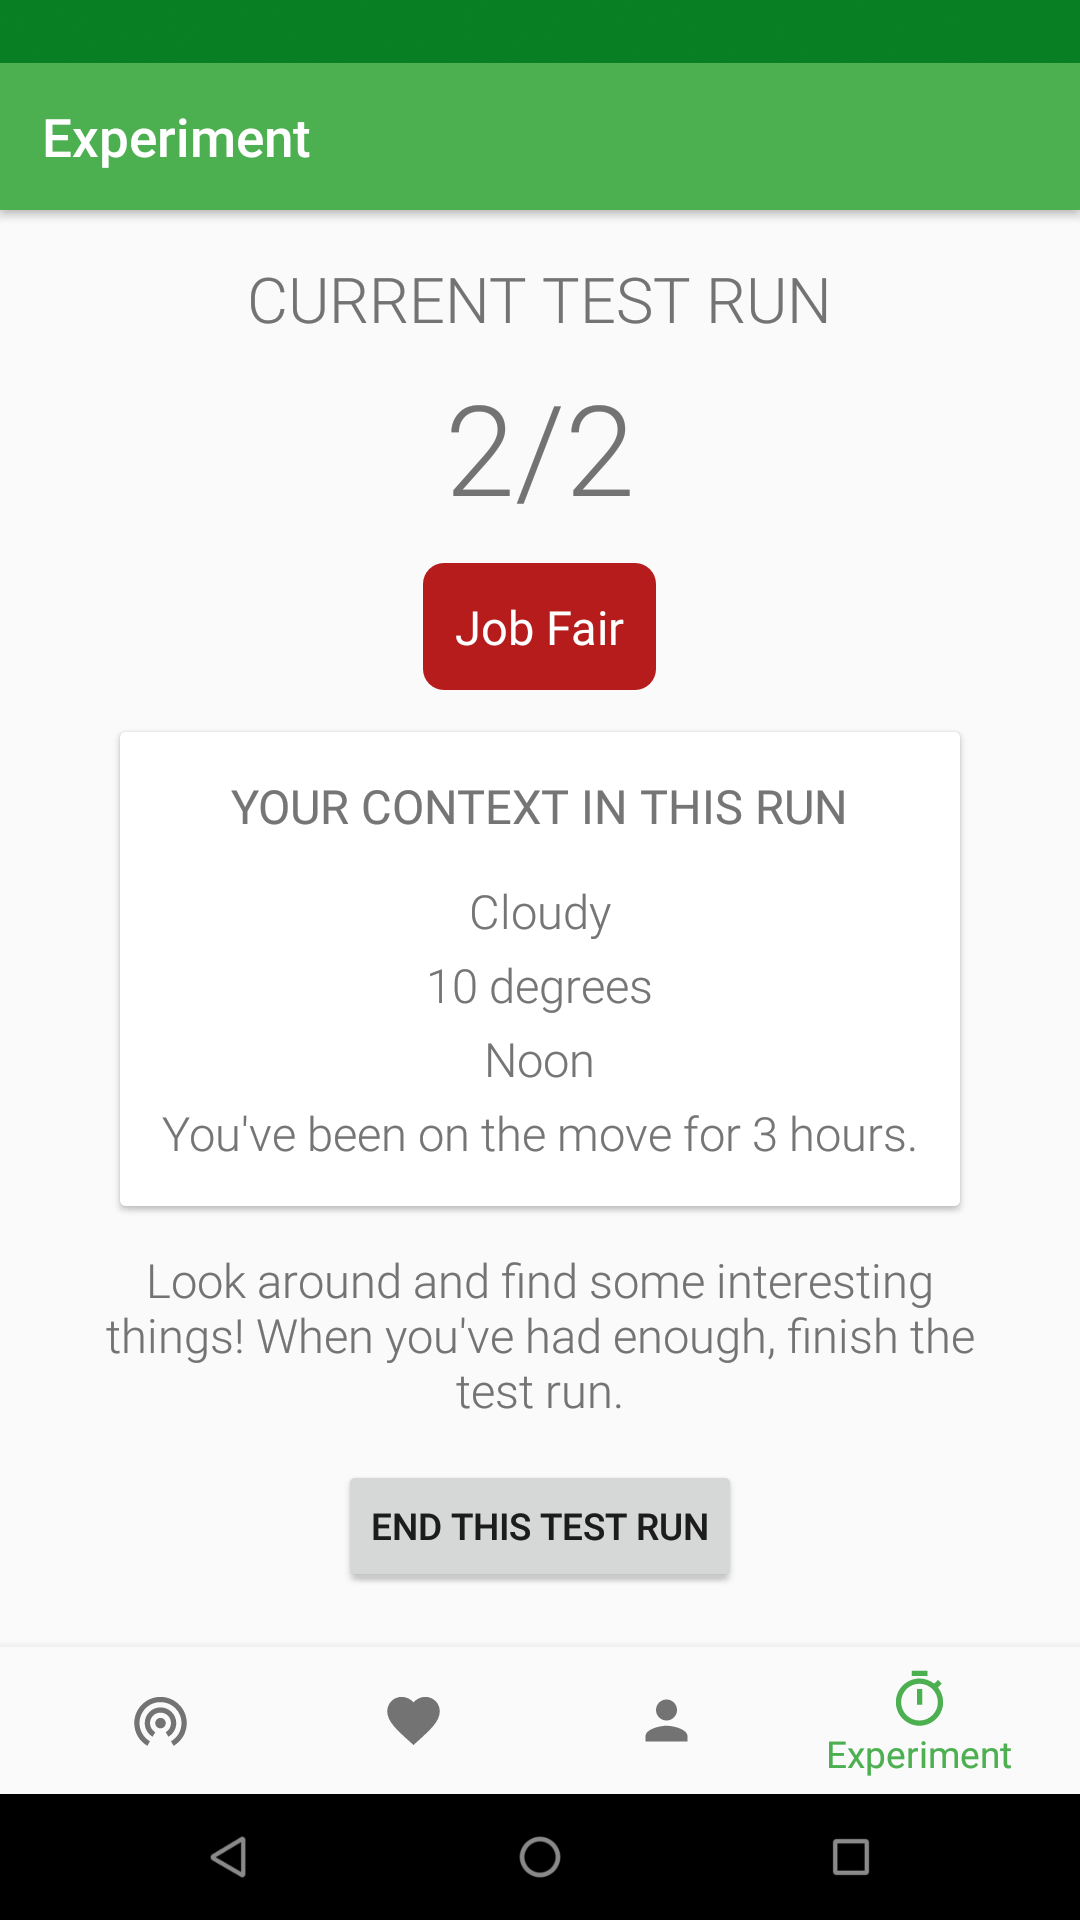 Experiment
CURRENT TEST RUN
2/2
Job Fair
YOUR CONTEXT IN THIS RUN
Cloudy
10 degrees
Noon
You've been on the move for 3 hours.
Look around and find some interesting
things! When you've had enough, finish the
test run.
END THIS TEST RUN
Experiment